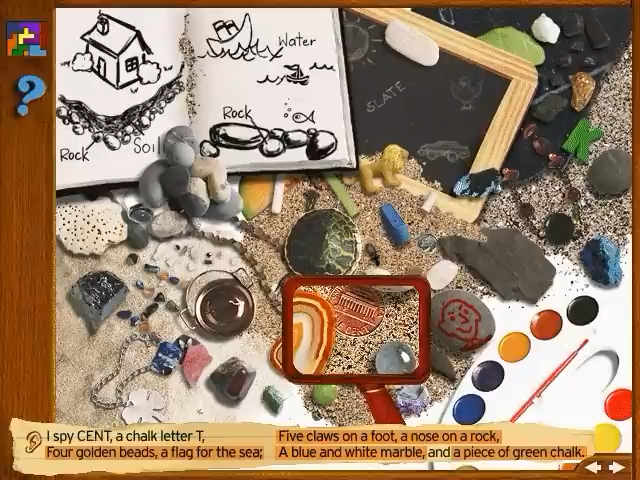 Water
Rock
Soil
Rock
SLATE
CENT
K
?
I spy CENT, a chalk letter T,
Four golden beads, a flag for the sea;
Five claws on a foot, a nose on a rock,
A blue and white marble, and a piece of green chalk.